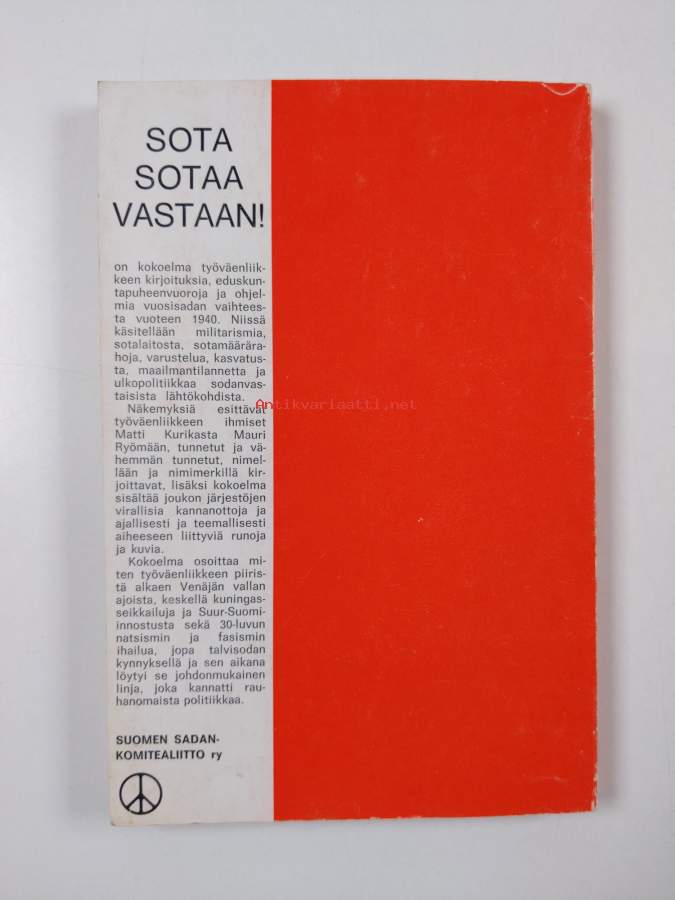 SOTA
SOTAA
VASTAAN!
on kokoelma työväenliik-
keen kirjoituksia, eduskun-
tapuheenvuoroja ja ohjel-
mia vuosisadan vaihtees-
ta vuoteen 1940. Niissä
käsitellään militarismia,
sotalaitosta, sotamäärära-
hoja, varustelua, kasvatus-
ta, maailmantilannetta ja
ulkopolitiikkaa sodanvas-
taisista lähtökohdista.
Antikvariaatti.net
Näkemyksiä esittävät
työväenliikkeen ihmiset
Matti Kurikasta Mauri
Ryömään, tunnetut ja vä-
hemmän tunnetut, nimel-
lään ja nimimerkillä kir-
joittavat, lisäksi kokoelma
sisältää joukon järjestöjen
virallisia kannanottoja ja
ajallisesti ja teemallisesti
aiheeseen liittyviä runoja
ja kuvia.
Kokoelma osoittaa mi-
ten työväenliikkeen piiris-
tä alkaen Venäjän vallan
ajoista, keskellä kuningas-
seikkailuja ja Suur-Suomi-
innostusta sekä 30-luvun
natsismin ja fasismin
ihailua, jopa talvisodan
kynnyksellä ja sen aikana
löytyi se johdonmukainen
linja, joka kannatti rau-
hanomaista politiikkaa.
SUOMEN SADAN-
KOMITEALIITTO ry